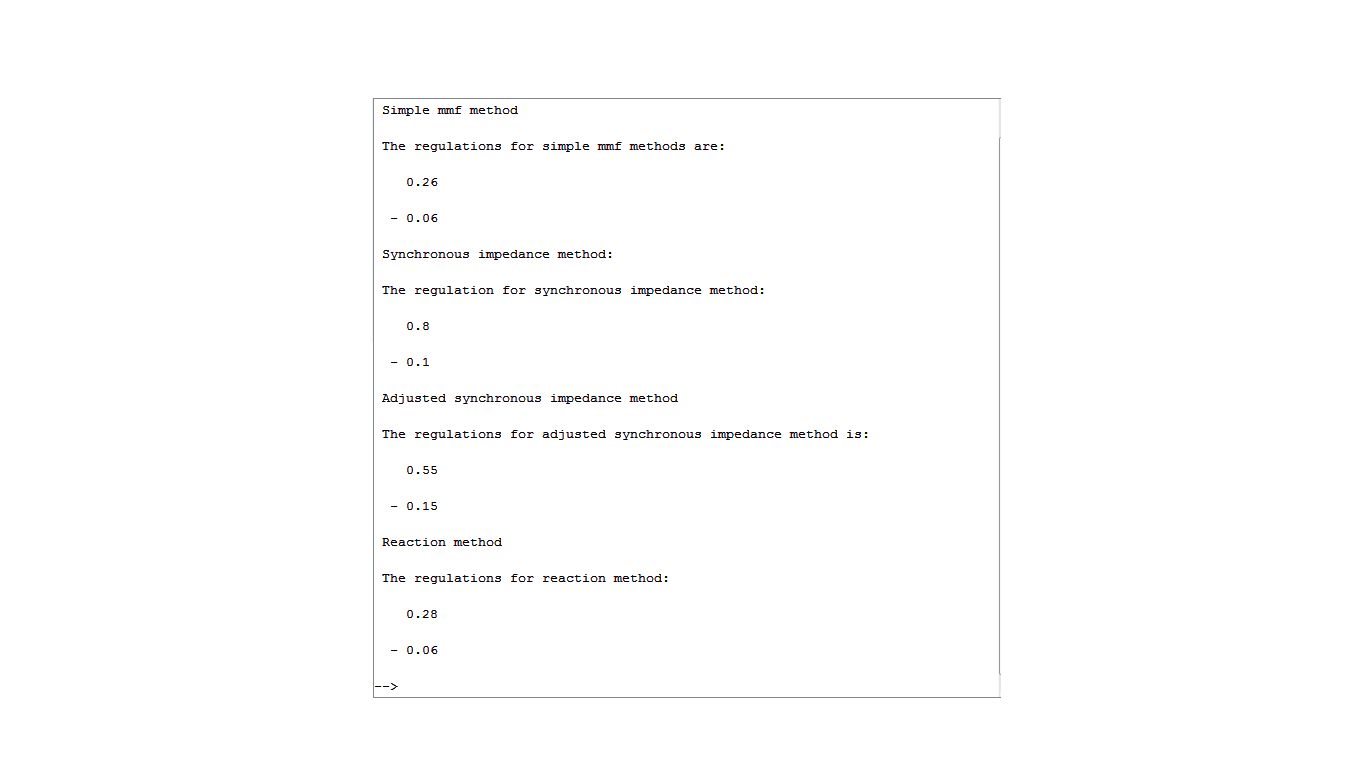 Simple mmf method
The regulations for simple mmf methods are:
0.26
- 0.06
Synchronous impedance method:
The regulation for synchronous impedance method:
0.8
- 0.1
Adjusted synchronous impedance method
The regulations for adjusted synchronous impedance method is:
0.55
- 0.15
Reaction method
The regulations for reaction method:
0.28
- 0.06
-->